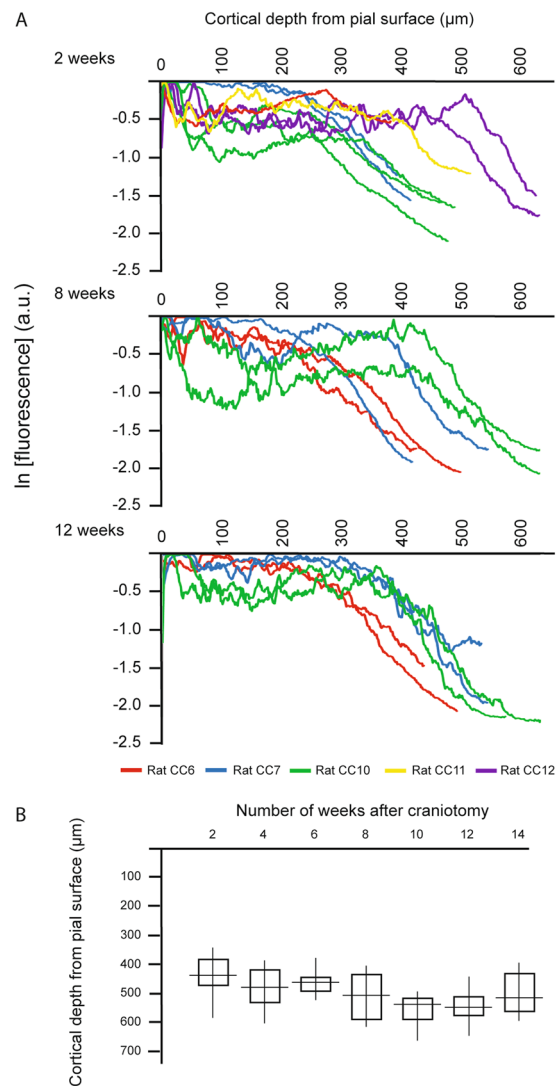 A
Cortical depth from pial surface (µm)
2 weeks
0 100 200 300 400 500 600
-0.5
-1.0
-1.5
-2.0
-2.5
ln [fluorescence] (a.u.)
8 weeks
0 100 200 300 400 500 600
-0.5
-1.0
-1.5
-2.0
-2.5
12 weeks
0 100 200 300 400 500 600
-0.5
-1.0
-1.5
-2.0
-2.5
Rat CC6 Rat CC7 Rat CC10 Rat CC11 Rat CC12
B
Number of weeks after craniotomy
2 4 6 8 10 12 14
Cortical depth from pial surface (µm)
100
200
300
400
500
600
700